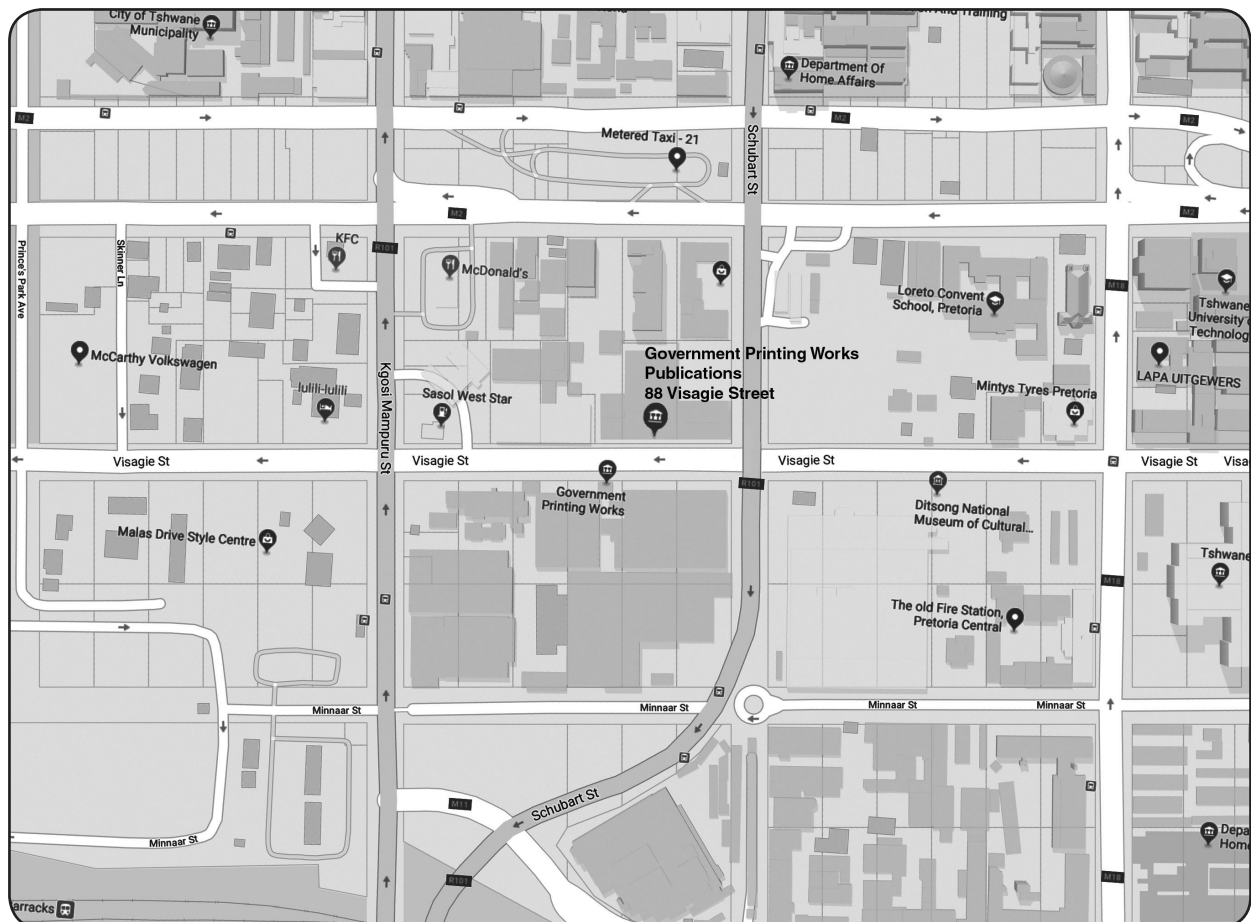 City of Tshwane
Municipality
on And Training
Department Of
Home Affairs
M2
M2
M2
Metered Taxi - 21
Schubart St
M2
M2
KFC
R101
McDonald's
Prince's Park Ave
Skinner Ln
Loreto Convent
School, Pretoria
M18
Tshwane
University o
Technolog
McCarthy Volkswagen
Government Printing Works
Publications
88 Visagie Street
LAPA UITGEWERS
lulili-lulili
Kgosi Mampuru St
Sasol West Star
Mintys Tyres Pretoria
Visagie St
Visagie St
Visagie St
Visagie St
Visa
R101
Government
Printing Works
Ditsong National
Museum of Cultural...
Malas Drive Style Centre
Tshwane
M18
The old Fire Station,
Pretoria Central
Minnaar St
Minnaar St
Minnaar St
Minnaar St
M11
Schubart St
Minnaar St
Depa
Home
R101
M18
arracks